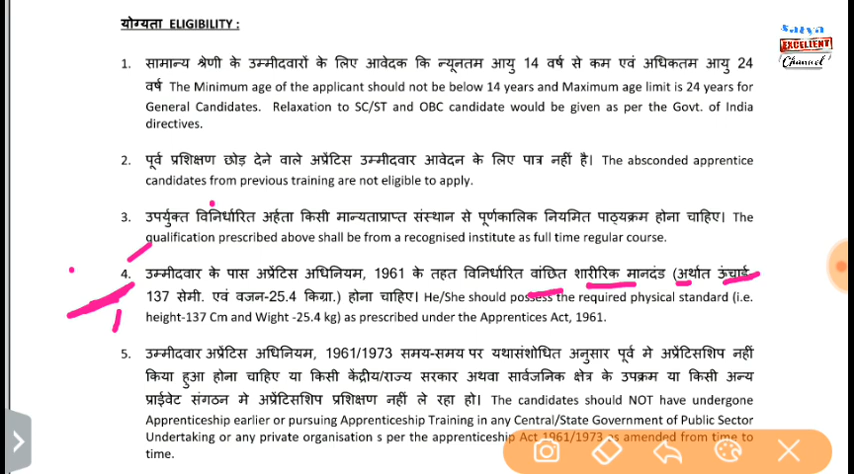 योग्यता ELIGIBILITY :
Satya
EXCELLENT
Channel
1. सामान्य श्रेणी के उम्मीदवारों के लिए आवेदक कि न्यूनतम आयु 14 वर्ष से कम एवं अधिकतम आयु 24
वर्ष The Minimum age of the applicant should not be below 14 years and Maximum age limit is 24 years for
General Candidates. Relaxation to SC/ST and OBC candidate would be given as per the Govt. of India
directives.
2. पूर्व प्रशिक्षण छोड़ देने वाले अप्रेंटिस उम्मीदवार आवेदन के लिए पात्र नहीं है। The absconded apprentice
candidates from previous training are not eligible to apply.
3. उपर्युक्त विनिर्धारित अर्हता किसी मान्यताप्राप्त संस्थान से पूर्णकालिक नियमित पाठ्यक्रम होना चाहिए। The
qualification prescribed above shall be from a recognised institute as full time regular course.
4. उम्मीदवार के पास अप्रेंटिस अधिनियम, 1961 के तहत विनिर्धारित वांछित शारीरिक मानदंड (अर्थात ऊंचाई-
137 सेमी. एवं वजन-25.4 किग्रा.) होना चाहिए। He/She should possess the required physical standard (i.e.
height-137 Cm and Wight -25.4 kg) as prescribed under the Apprentices Act, 1961.
5. उम्मीदवार अप्रेंटिस अधिनियम, 1961/1973 समय-समय पर यथासंशोधित अनुसार पूर्व मे अप्रेंटिसशिप नहीं
किया हुआ होना चाहिए या किसी केंद्रीय/राज्य सरकार अथवा सार्वजनिक क्षेत्र के उपक्रम या किसी अन्य
प्राईवेट संगठन मे अप्रेंटिसशिप प्रशिक्षण नहीं ले रहा हो। The candidates should NOT have undergone
Apprenticeship earlier or pursuing Apprenticeship Training in any Central/State Government of Public Sector
Undertaking or any private organisation s per the apprenticeship Act 1961/1973 as amended from time to
time.